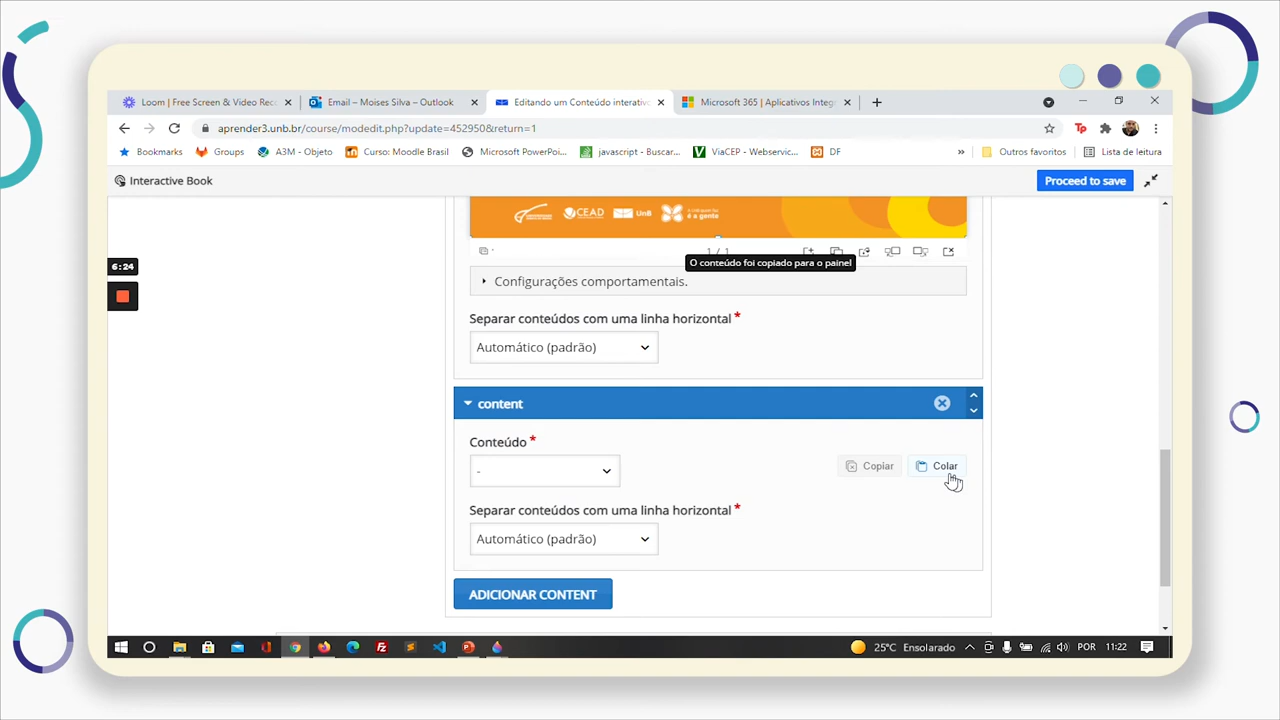 Loom | Free Screen & Video Rec
Email – Moises Silva – Outlook
Editando um Conteúdo interativo
Microsoft 365 | Aplicativos Integ
aprender3.unb.br/course/modedit.php?update=452950&return=1
Bookmarks
Groups
A3M - Objeto
Curso: Moodle Brasil
Microsoft PowerPoi...
javascript - Buscar...
ViaCEP - Webservic...
DF
»
Outros favoritos
Lista de leitura
Interactive Book
Proceed to save
CEAD
UnB
é a gente
6:24
1 / 1
O conteúdo foi copiado para o painel
Configurações comportamentais.
Separar conteúdos com uma linha horizontal *
Automático (padrão)
content
Conteúdo *
-
Copiar
Colar
Separar conteúdos com uma linha horizontal *
Automático (padrão)
ADICIONAR CONTENT
25°C Ensolarado
POR
11:22